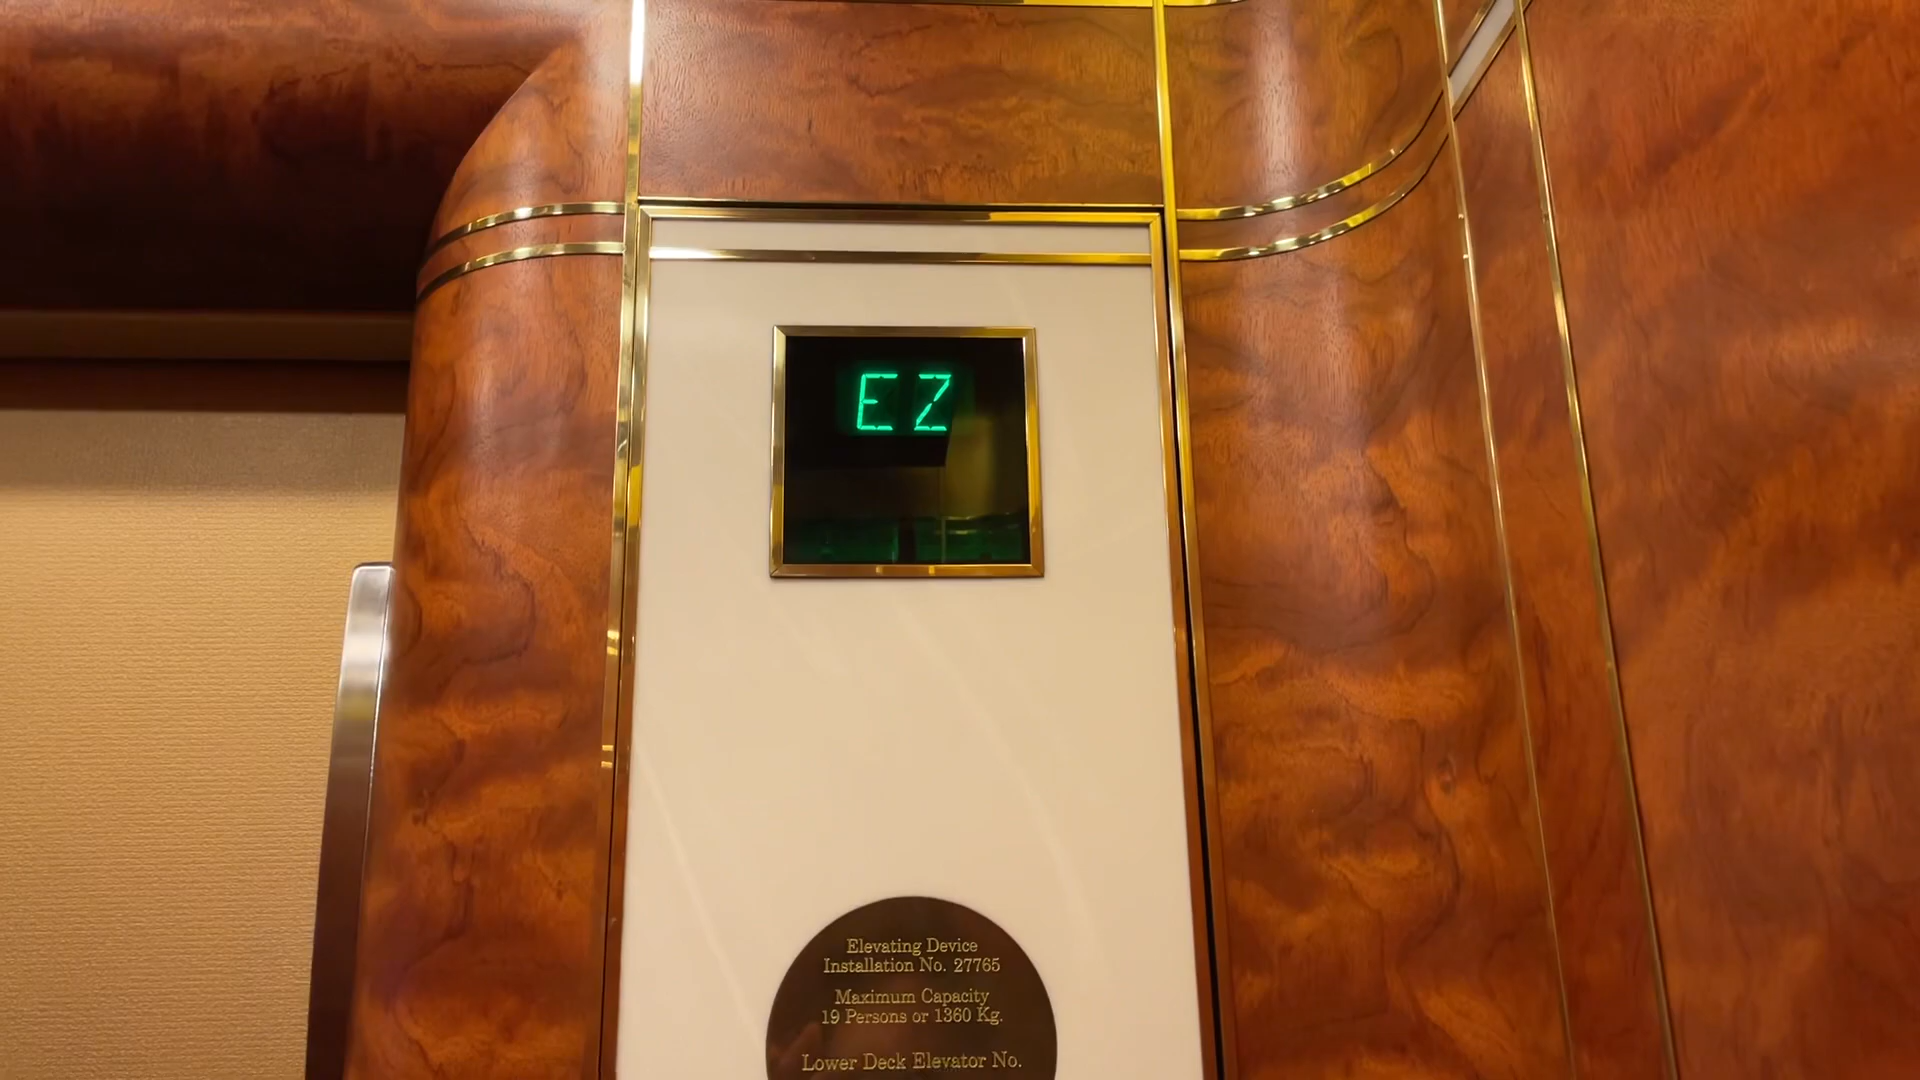 EZ
Elevating Device
Installation No. 27765
Maximum Capacity
19 Persons or 1360 Kg.
Lower Deck Elevator No.